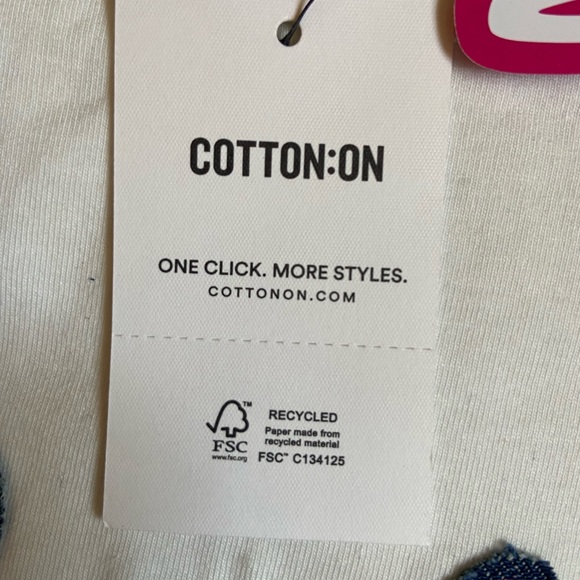 COTTON:ON
ONE CLICK. MORE STYLES.
COTTONON.COM
TM
FSC
www.fsc.org
RECYCLED
Paper made from
recycled material
FSC™ C134125